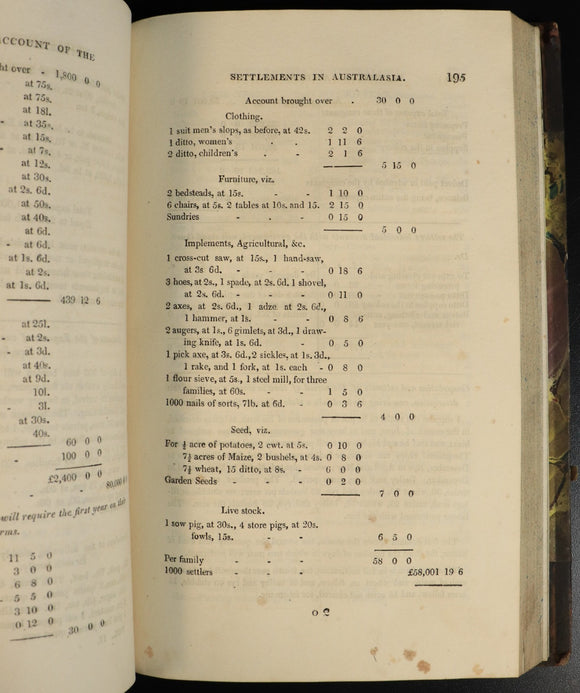 ACCOUNT OF THE
ht over - 1,800 0 0
at 75s.
at 75s.
at 18l.
at 35s.
at 15s.
- at 7s.
at 12s.
at 30s.
at 2s. 6d.
at 50s.
at 40s.
at 6d.
- at 6d.
at 1s. 6d.
at 2s.
at 1s. 6d.
439 12 6
at 25l.
at 2s.
- at 3d.
at 40s.
at 9d.
10l.
- 3l.
at 30s.
40s.
60 0 0
100 0 0
£2,400 0 0
80,000
will require the first year on their
rms.
11 5 0
3 0 0
6 8 0
- 5 5 0
3 10 0
0 12 0
30 0 0
SETTLEMENTS IN AUSTRALASIA. 195
Account brought over . 30 0 0
Clothing.
1 suit men's slops, as before, at 42s. 2 2 0
1 ditto, women's . . 1 11 6
2 ditto, children's . - 2 1 6
5 15 0
Furniture, viz.
2 bedsteads, at 15s. - 1 10 0
6 chairs, at 5s. 2 tables at 10s. and 15. 2 15 0
Sundries - - - 0 15 0
5 0 0
Implements, Agricultural, &c.
1 cross-cut saw, at 15s., 1 hand-saw,
at 3s 6d. - - - 0 18 6
3 hoes, at 2s., 1 spade, at 2s. 6d. 1 shovel,
at 2s. 6d. - - - 0 11 0
2 axes, at 2s. 6d., 1 adze at 2s. 6d.,
1 hammer, at 1s. - - 0 8 6
2 augers, at 1s., 6 gimlets, at 3d., 1 draw-
ing knife, at 1s. 6d. - 0 5 0
1 pick axe, at 3s. 6d., 2 sickles, at 1s. 3d.,
1 rake, and 1 fork, at 1s. each - 0 8 0
1 flour sieve, at 5s., 1 steel mill, for three
families, at 60s. - - 1 5 0
1000 nails of sorts, 7lb. at 6d. - 0 3 6
4 0 0
Seed, viz.
For ½ acre of potatoes, 2 cwt. at 5s. 0 10 0
7½ acres of Maize, 2 bushels, at 4s. 0 8 0
7½ wheat, 15 ditto, at 8s. - 6 0 0
Garden Seeds - - - 0 2 0
7 0 0
Live stock.
1 sow pig, at 30s., 4 store pigs, at 20s.
fowls, 15s. - - 6 5 0
Per family - - - 58 0 0
1000 settlers - - - £58,001 19 6
O 2